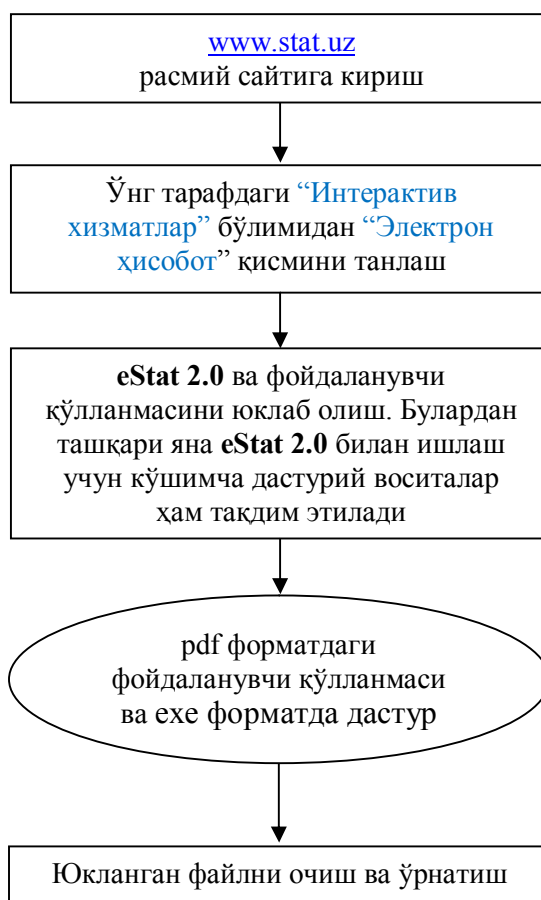 www.stat.uz
расмий сайтига кириш
Ўнг тарафдаги “Интерактив
хизматлар” бўлимидан “Электрон
ҳисобот” қисмини танлаш
eStat 2.0 ва фойдаланувчи
қўлланмасини юклаб олиш. Булардан
ташқари яна eStat 2.0 билан ишлаш
учун кўшимча дастурий воситалар
ҳам тақдим этилади
pdf форматдаги
фойдаланувчи қўлланмаси
ва exe форматда дастур
Юкланган файлни очиш ва ўрнатиш